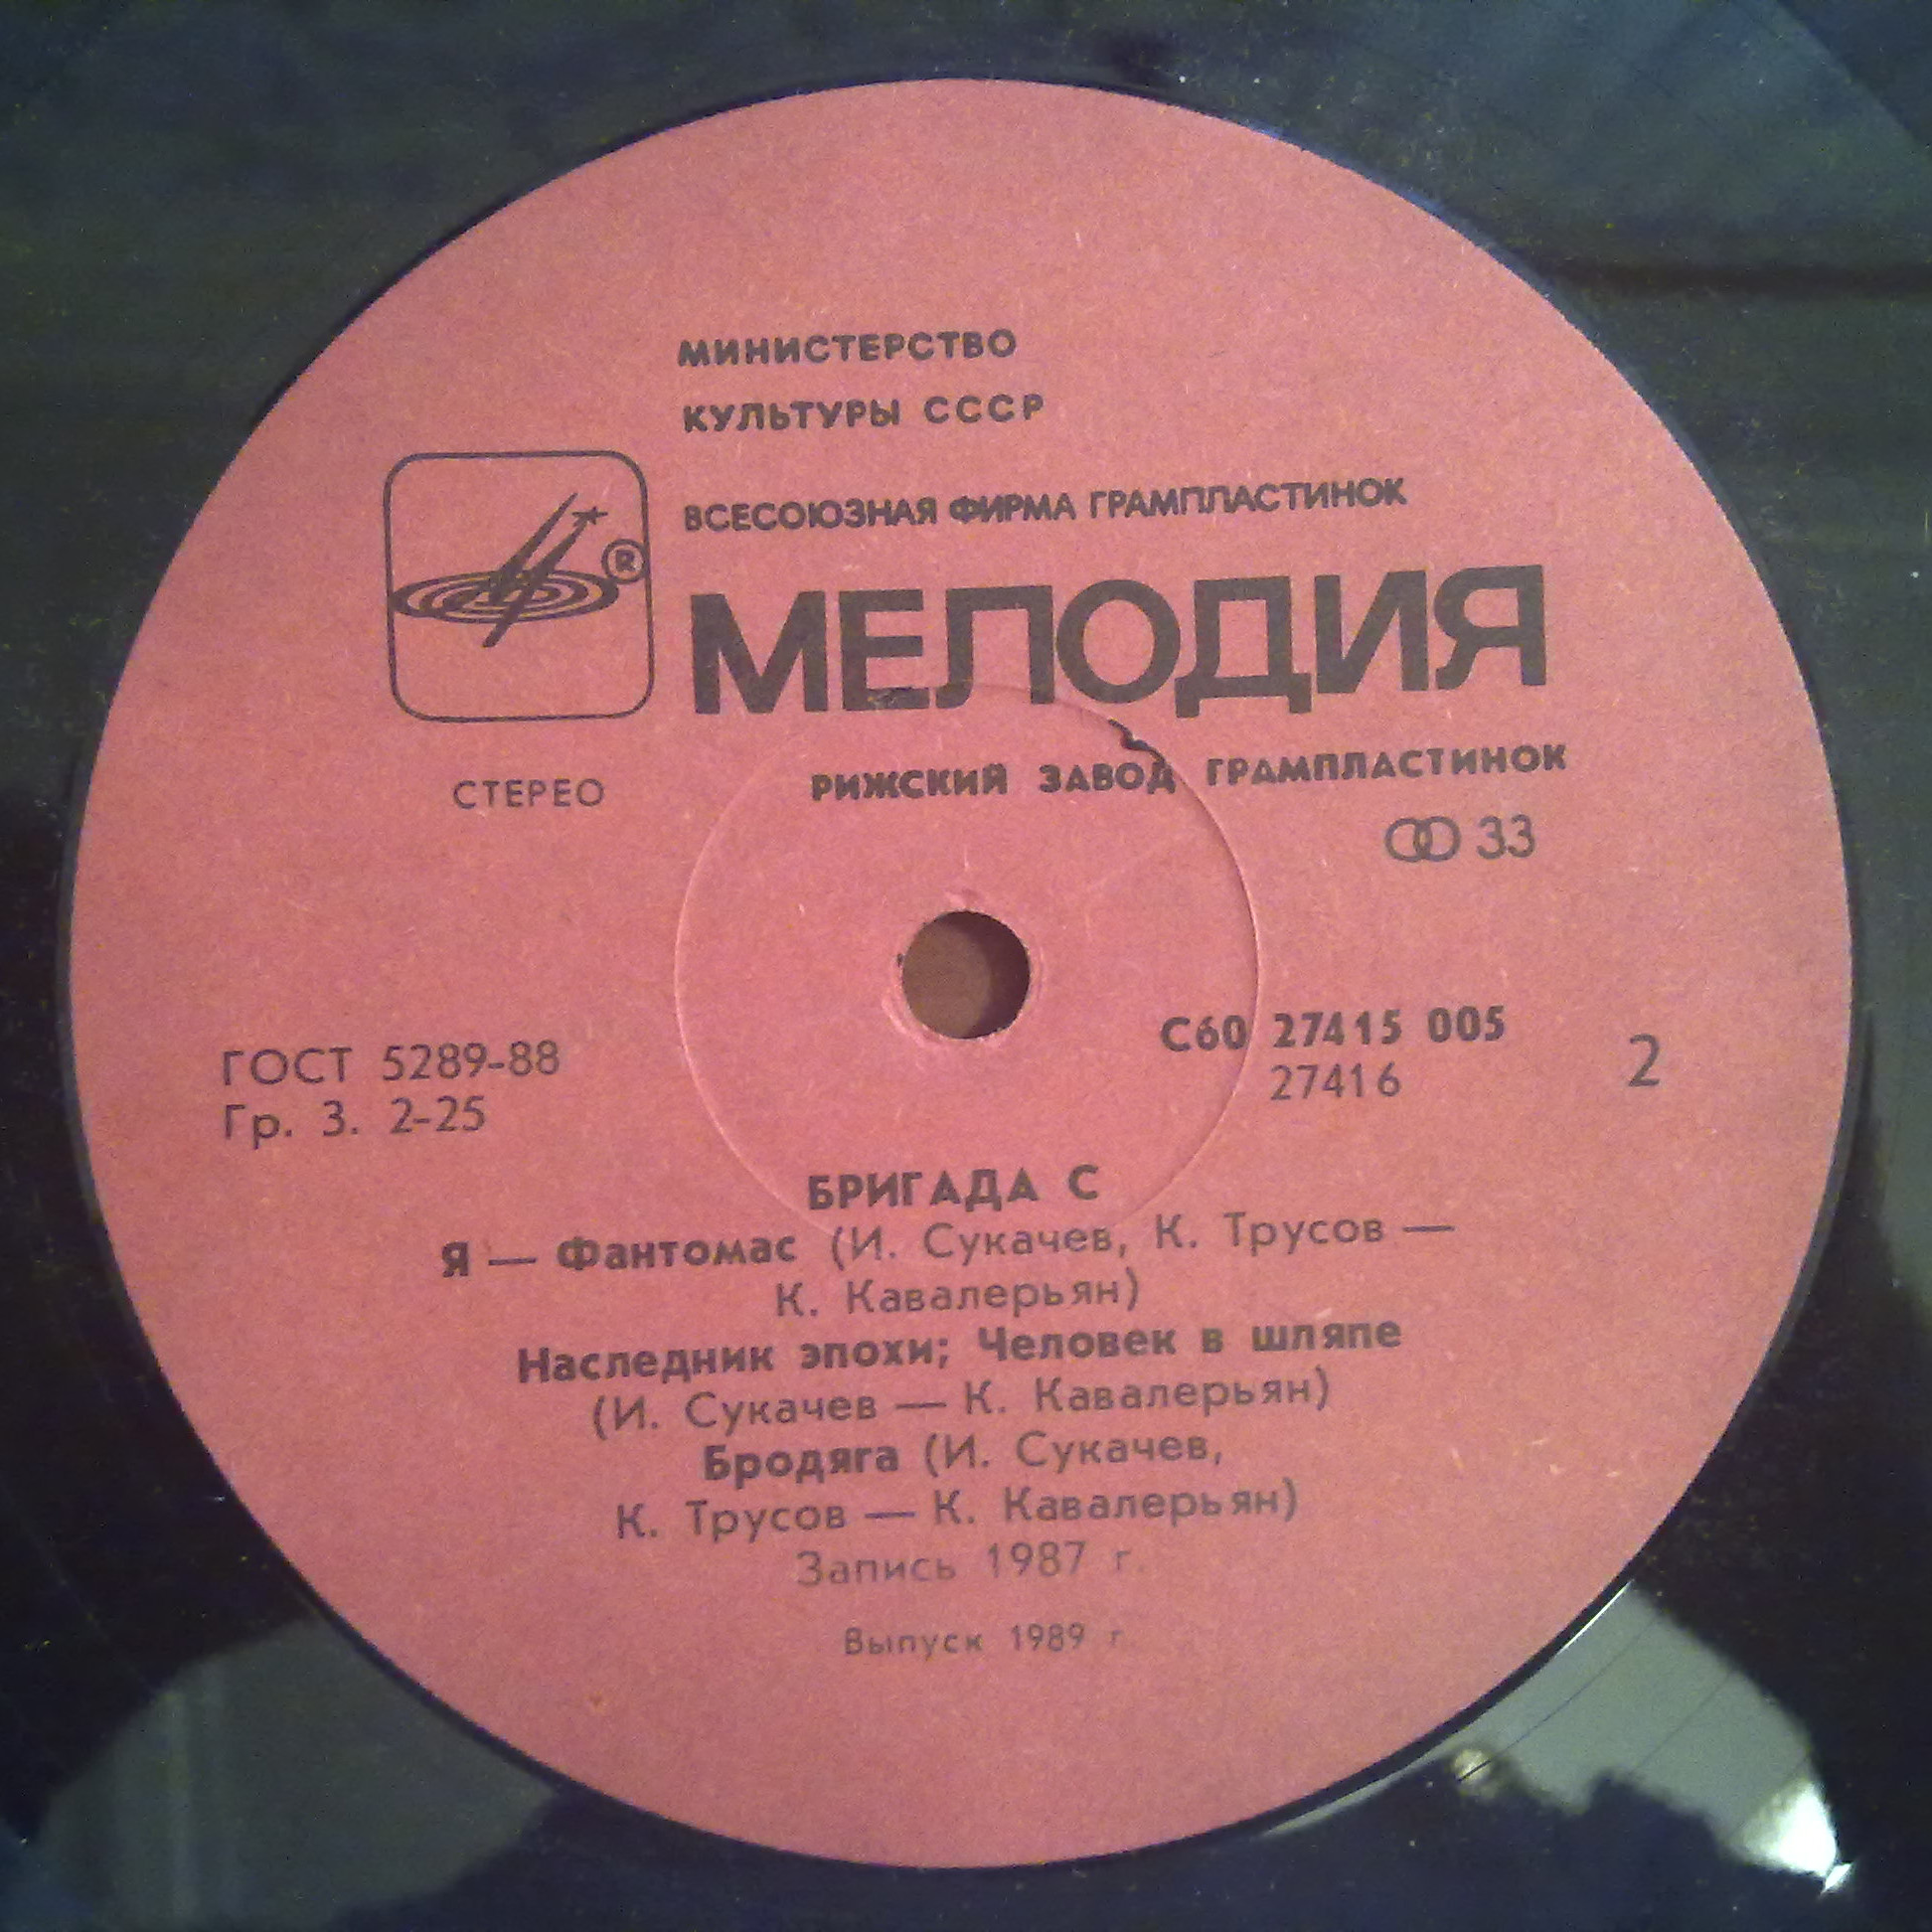 МИНИСТЕРСТВО
КУЛЬТУРЫ СССР
ВСЕСОЮЗНАЯ ФИРМА ГРАМПЛАСТИНОК
®
МЕЛОДИЯ
СТЕРЕО
РИЖСКИЙ ЗАВОД ГРАМПЛАСТИНОК
33
ГОСТ 5289-88
Гр. 3. 2-25
С60 27415 005
27416
2
БРИГАДА С
Я — Фантомас (И. Сукачев, К. Трусов —
К. Кавалерьян)
Наследник эпохи; Человек в шляпе
(И. Сукачев — К. Кавалерьян)
Бродяга (И. Сукачев,
К. Трусов — К. Кавалерьян)
Запись 1987 г.
Выпуск 1989 г